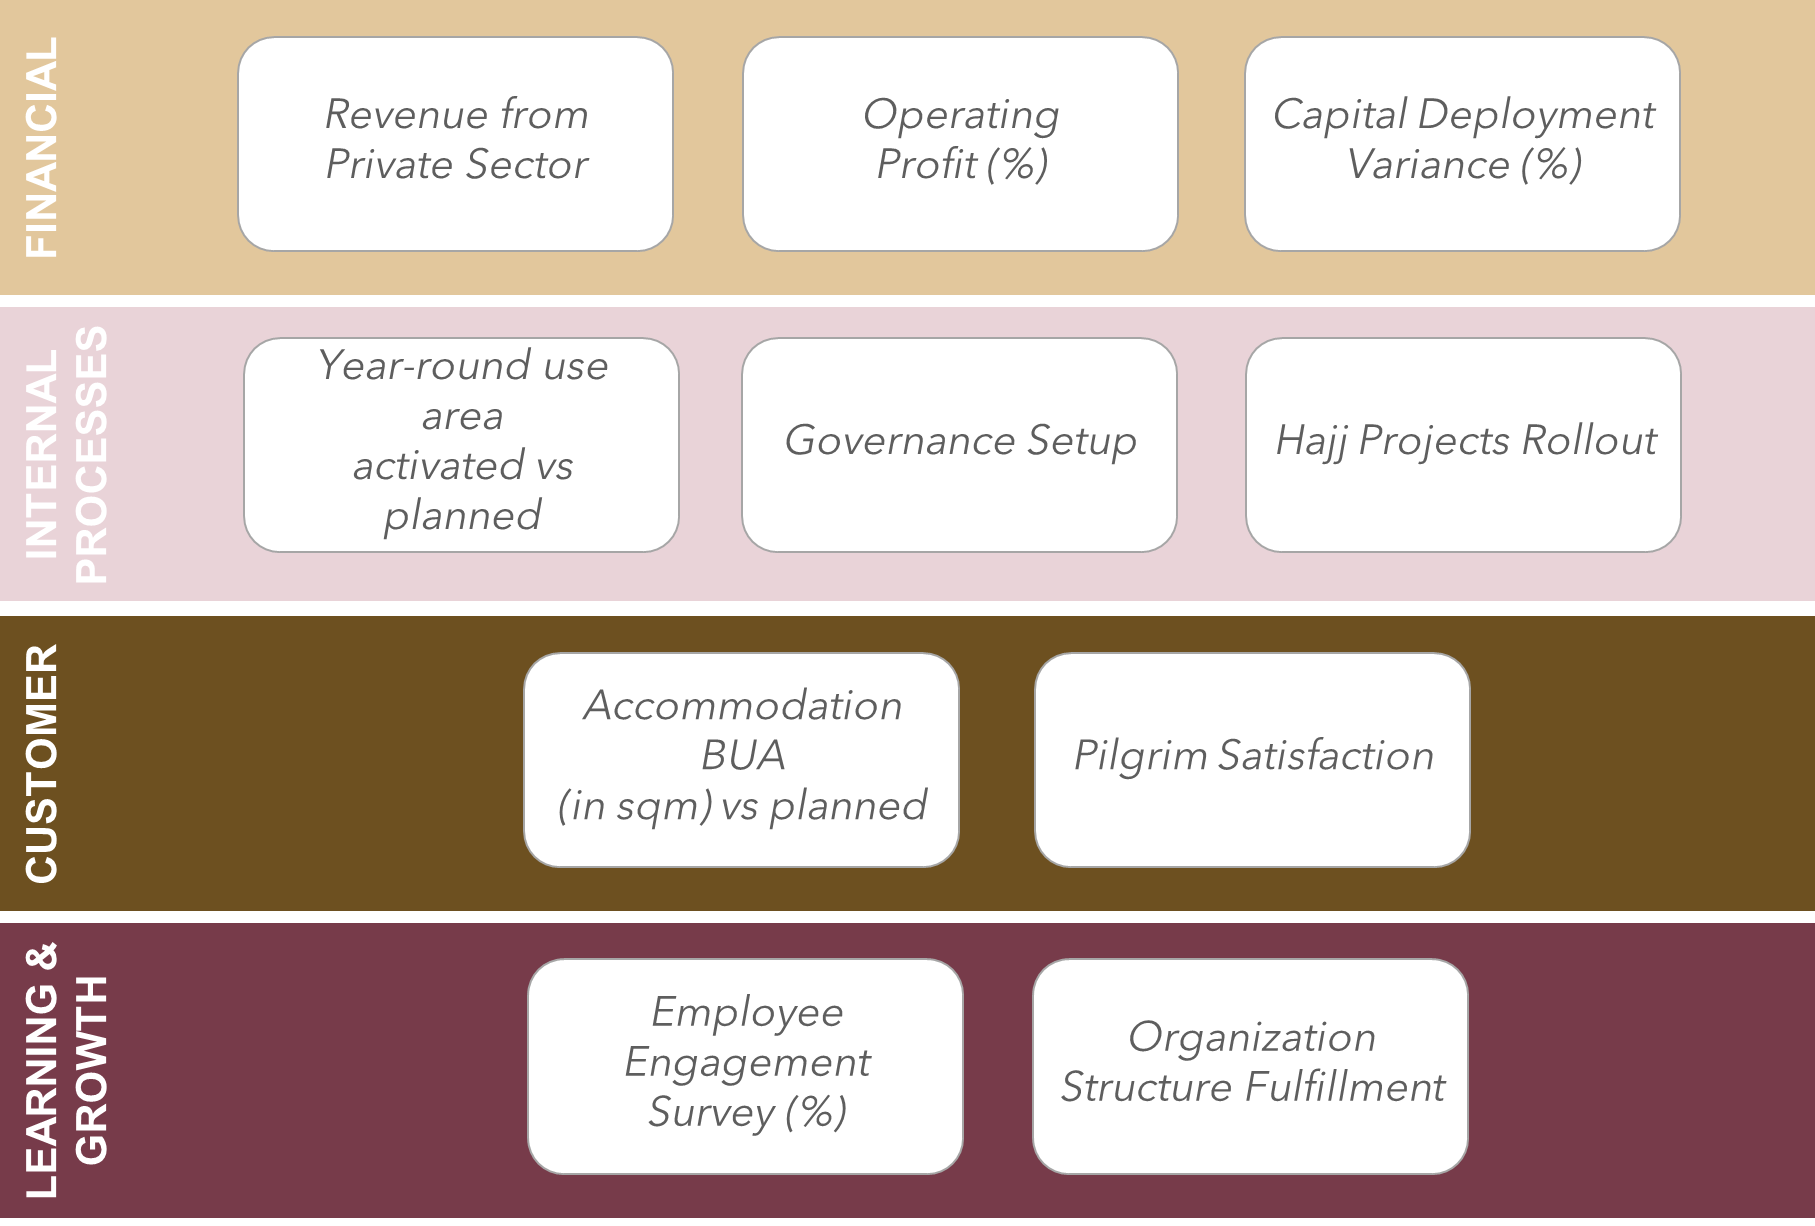 FINANCIAL
Revenue from
Private Sector
Operating
Profit (%)
Capital Deployment
Variance (%)
INTERNAL
PROCESSES
Year-round use
area
activated vs
planned
Governance Setup
Hajj Projects Rollout
CUSTOMER
Accommodation
BUA
(in sqm) vs planned
Pilgrim Satisfaction
LEARNING &
GROWTH
Employee
Engagement
Survey (%)
Organization
Structure Fulfillment